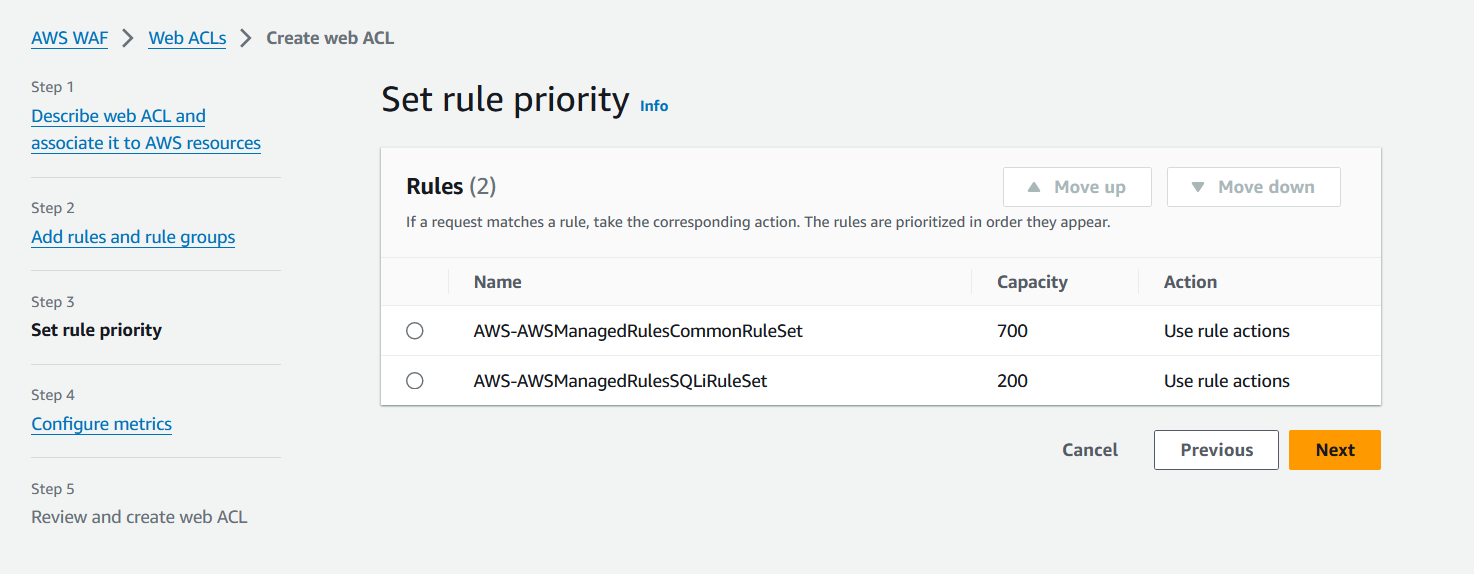 AWS WAF > Web ACLs > Create web ACL
Step 1
Describe web ACL and
associate it to AWS resources
Step 2
Add rules and rule groups
Step 3
Set rule priority
Step 4
Configure metrics
Step 5
Review and create web ACL
Set rule priority Info
Rules (2)
▲ Move up ▼ Move down
If a request matches a rule, take the corresponding action. The rules are prioritized in order they appear.
Name Capacity Action
AWS-AWSManagedRulesCommonRuleSet 700 Use rule actions
AWS-AWSManagedRulesSQLiRuleSet 200 Use rule actions
Cancel Previous Next